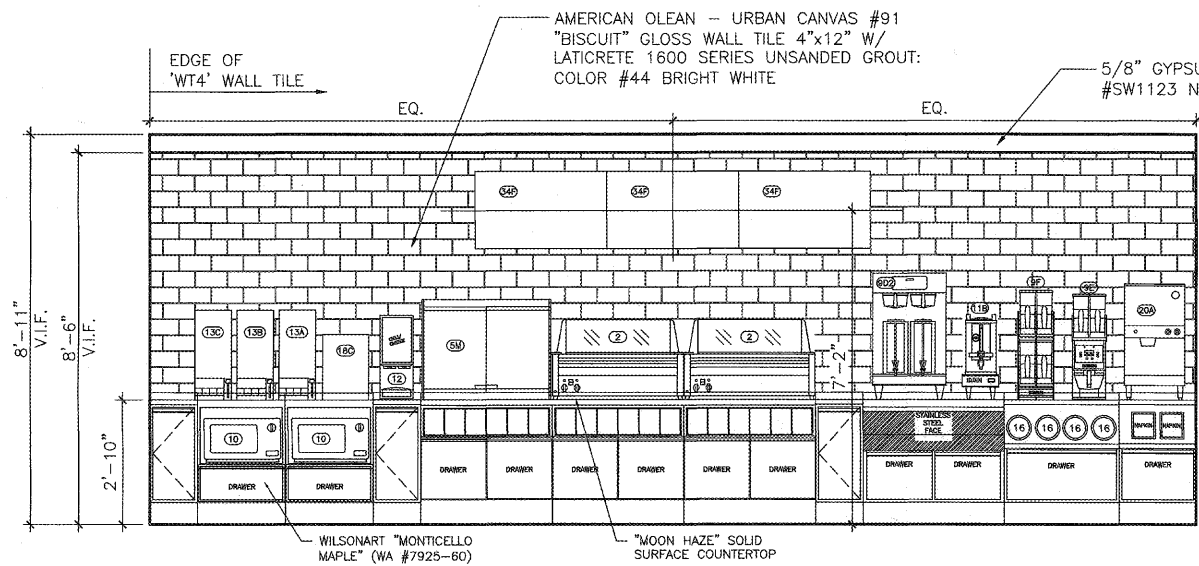 AMERICAN OLEAN - URBAN CANVAS #91
"BISCUIT" GLOSS WALL TILE 4"x12" W/
LATICRETE 1600 SERIES UNSANDED GROUT:
COLOR #44 BRIGHT WHITE
EDGE OF
'WT4' WALL TILE
5/8" GYPSU
#SW1123 N
EQ.
EQ.
34F 34F 34F
8'-11"
V.I.F.
8'-6"
V.I.F.
7'-2"
2'-10"
13C 13B 13A 18C 12 5M 2 2 9D2 11B 9F 9E 20A
10 10
STAINLESS
STEEL
FACE
16 16 16 16
NAPKIN NAPKIN
DRAWER DRAWER DRAWER DRAWER DRAWER DRAWER DRAWER DRAWER DRAWER DRAWER
DRAWER DRAWER
WILSONART "MONTICELLO
MAPLE" (WA #7925-60)
"MOON HAZE" SOLID
SURFACE COUNTERTOP